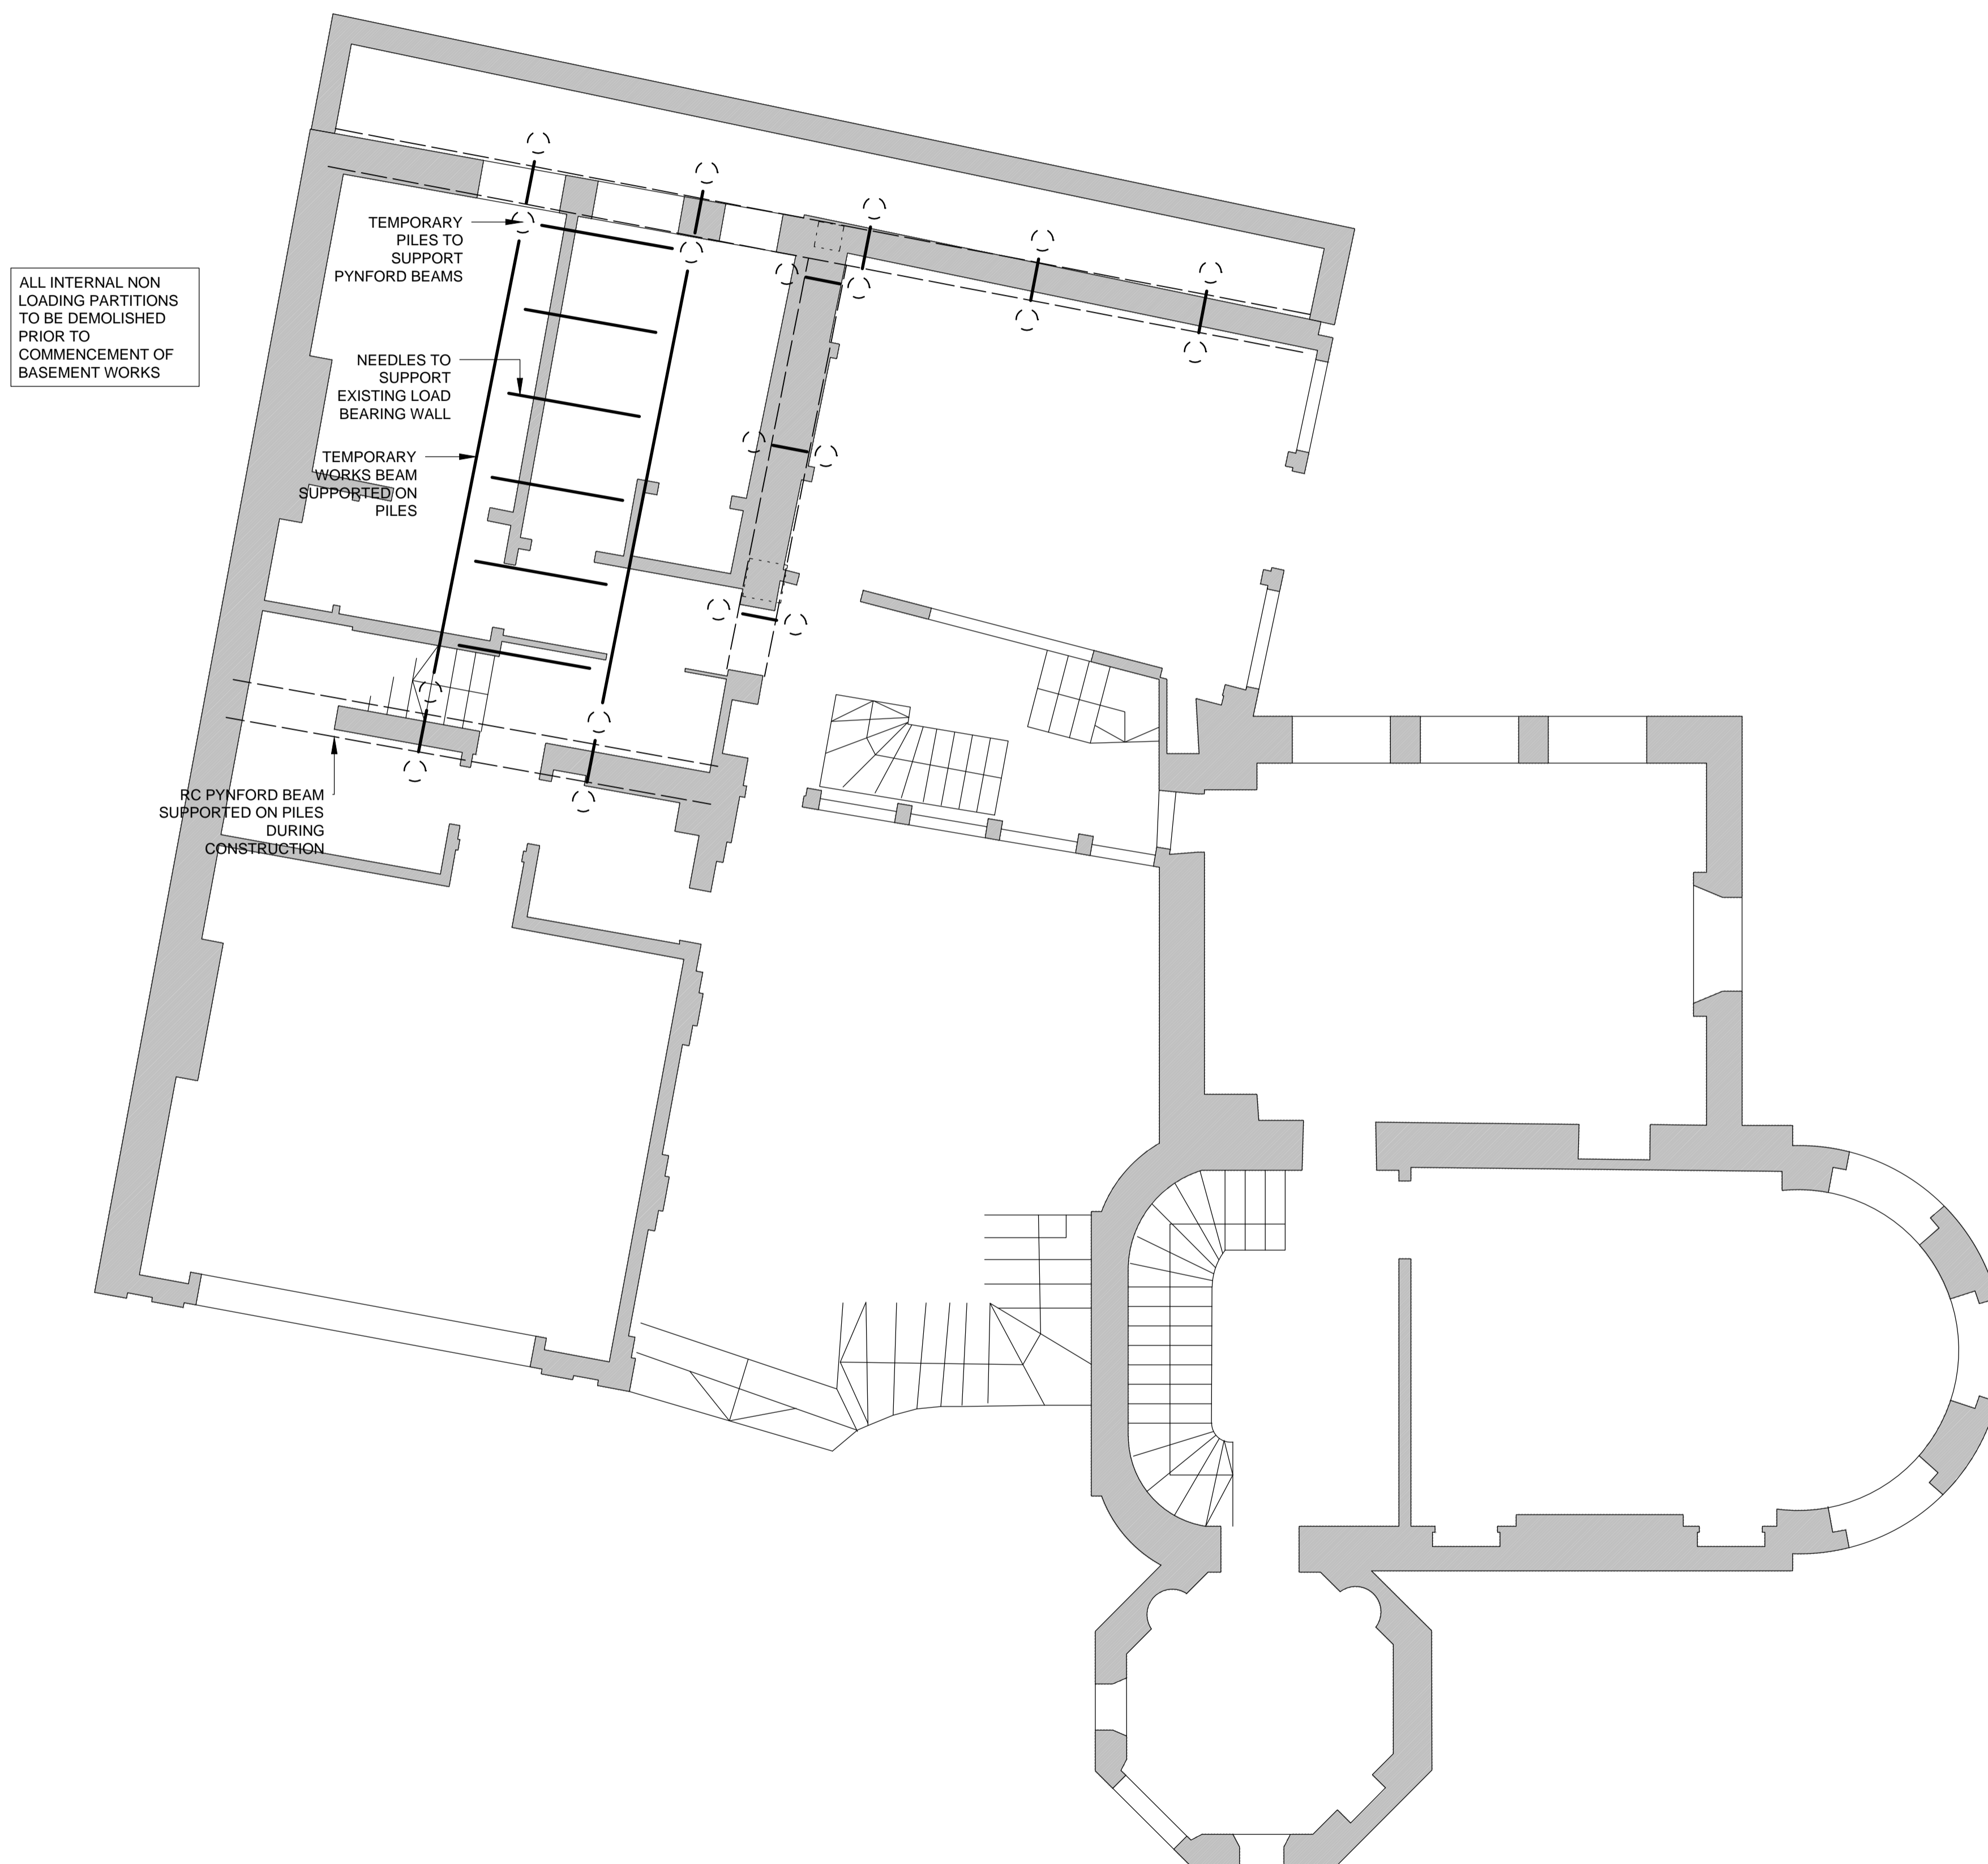 TEMPORARY
PILES TO
SUPPORT
PYNFORD BEAMS
ALL INTERNAL NON
LOADING PARTITIONS
TO BE DEMOLISHED
PRIOR TO
COMMENCEMENT OF
BASEMENT WORKS
NEEDLES TO
SUPPORT
EXISTING LOAD
BEARING WALL
TEMPORARY
WORKS BEAM
SUPPORTED ON
PILES
RC PYNFORD BEAM
SUPPORTED ON PILES
DURING
CONSTRUCTION